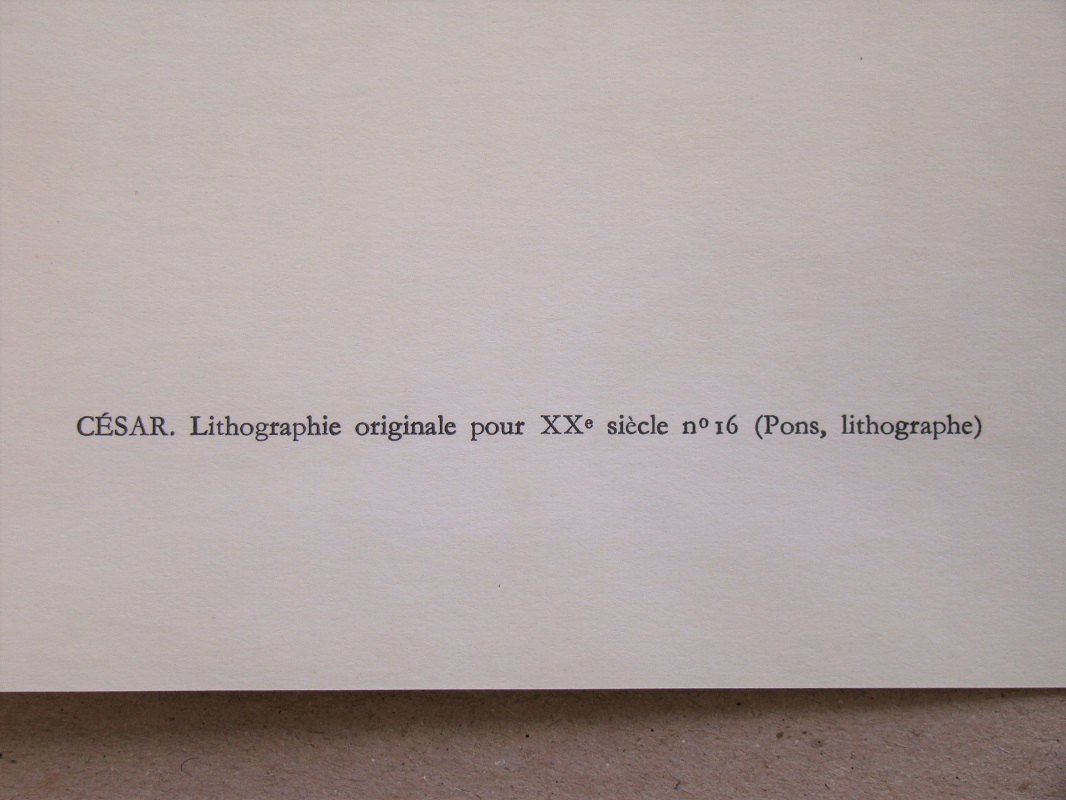 CÉSAR. Lithographie originale pour XXᵉ siècle nº 16 (Pons, lithographe)